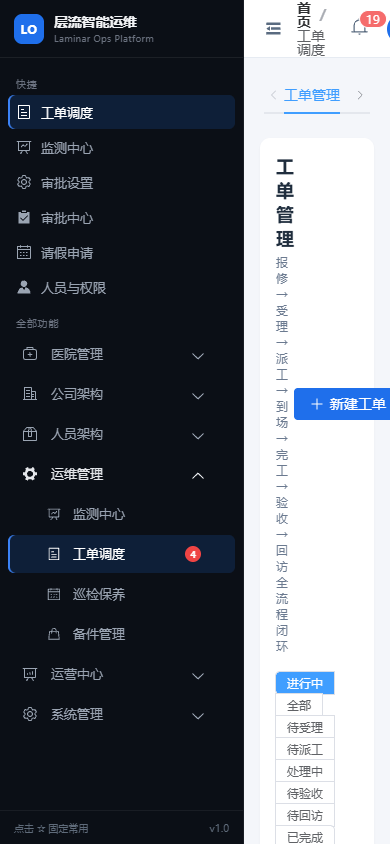 LO
层流智能运维
Laminar Ops Platform
快捷
工单调度
监测中心
审批设置
审批中心
请假申请
人员与权限
全部功能
医院管理
公司架构
人员架构
运维管理
监测中心
工单调度
4
巡检保养
备件管理
运营中心
系统管理
点击 ☆ 固定常用
v1.0
首页 /
工单调度
19
工单管理
工单管理
报修→受理→派工→到场→完工→验收→回访全流程闭环
新建工单
进行中
全部
待受理
待派工
处理中
待验收
待回访
已完成